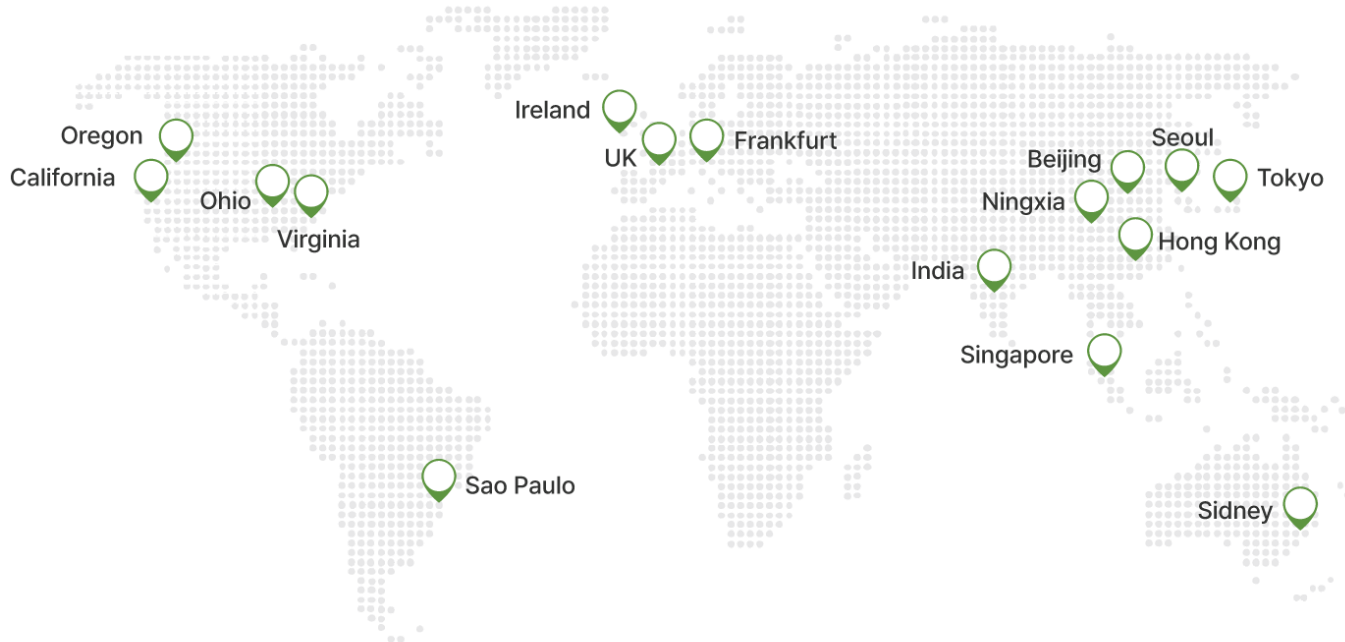 Ireland
Oregon
Seoul
Frankfurt
UK
Beijing
California
Tokyo
Ohio
Ningxia
Virginia
Hong Kong
India
Singapore
Sao Paulo
Sidney